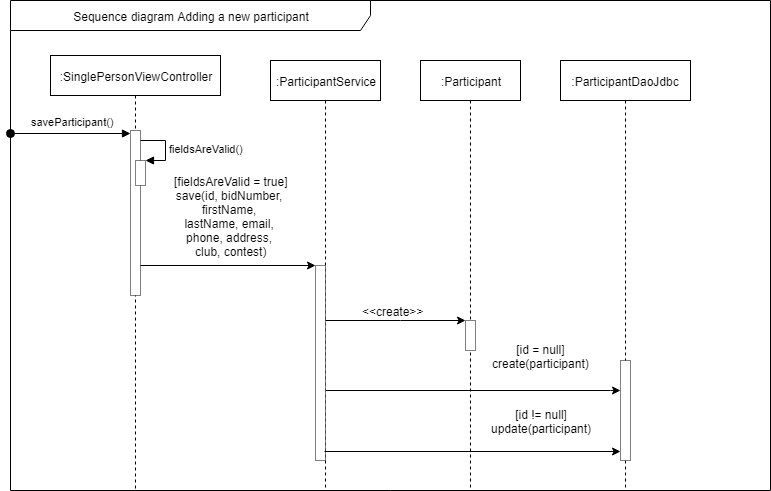 Sequence diagram Adding a new participant
:SinglePersonViewController
:ParticipantService
:Participant
:ParticipantDaoJdbc
saveParticipant()
fieldsAreValid()
[fieldsAreValid = true]
save(id, bidNumber,
firstName,
lastName, email,
phone, address,
club, contest)
<<create>>
[id = null]
create(participant)
[id != null]
update(participant)